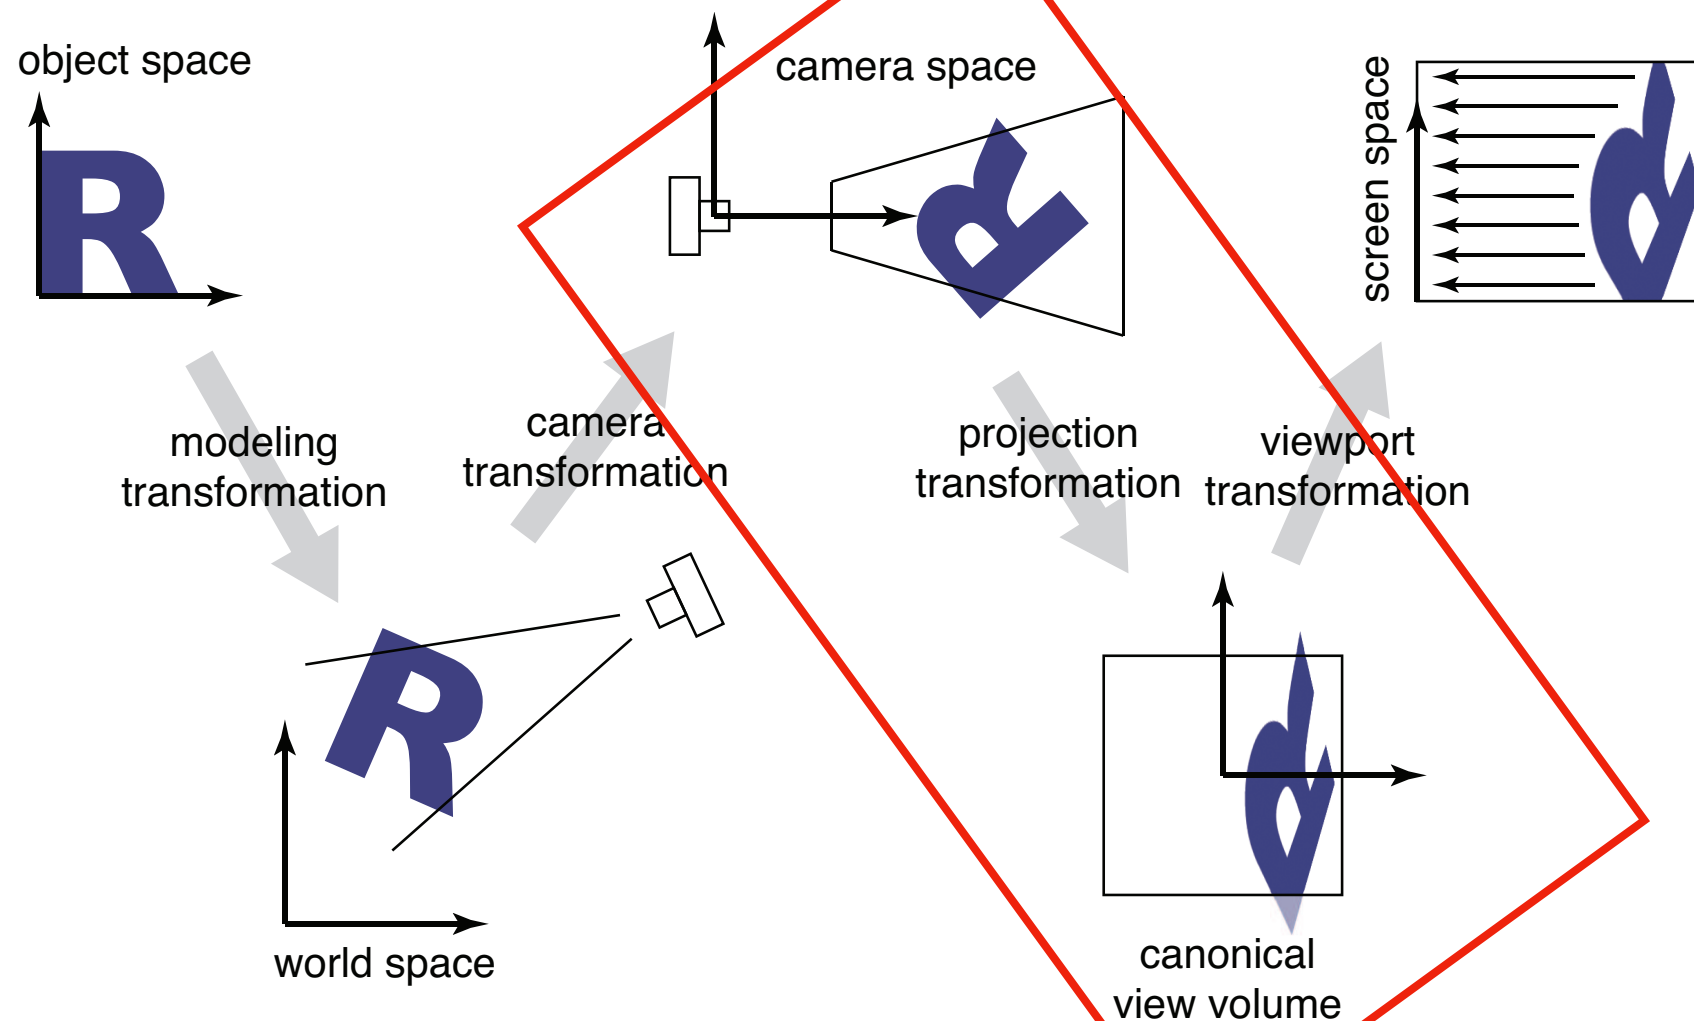 object space
camera space
screen space
modeling
transformation
camera
transformation
projection
transformation
viewport
transformation
world space
canonical
view volume